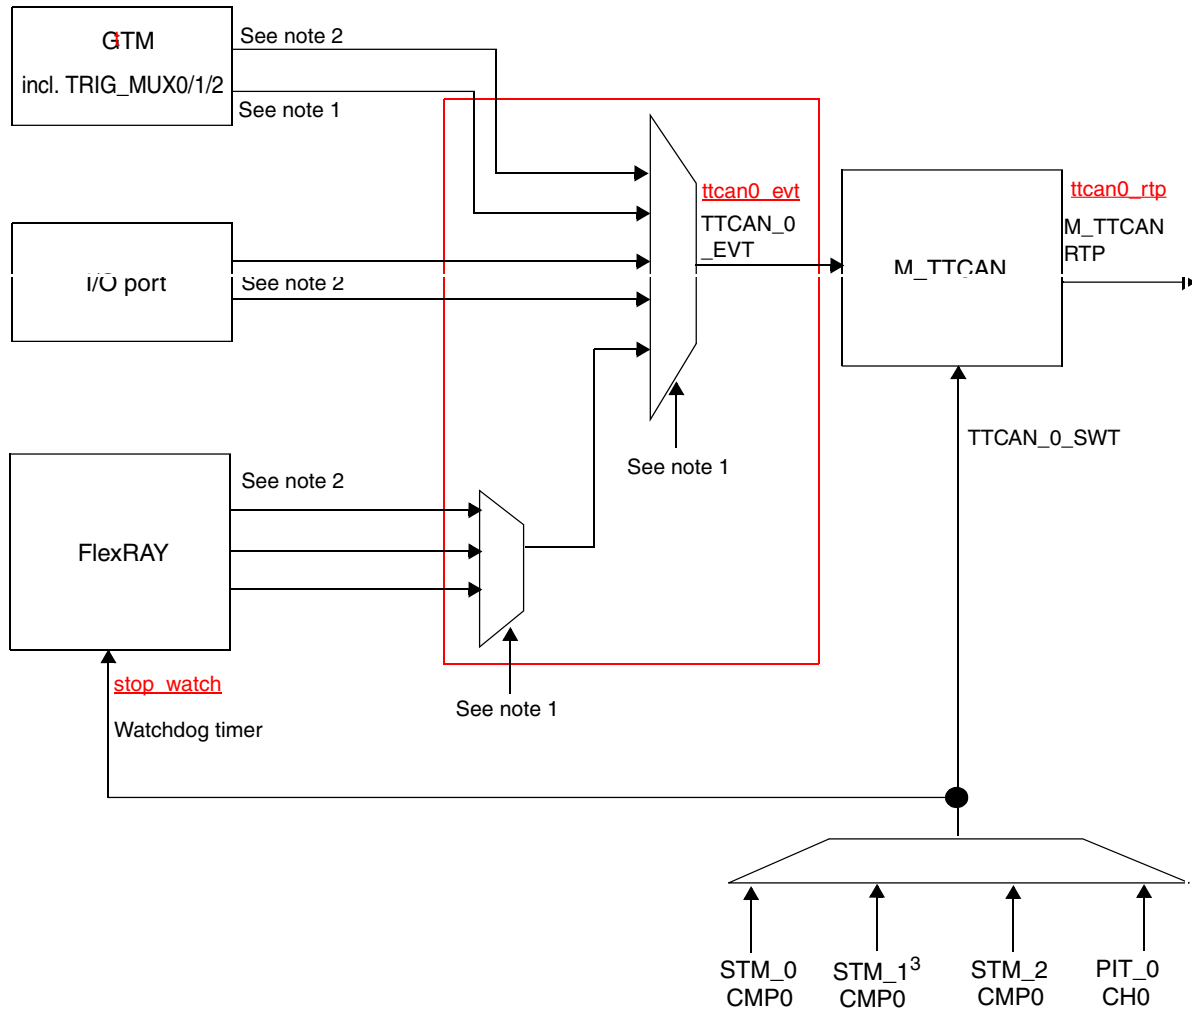 GTM
See note 2
incl. TRIG_MUX0/1/2
See note 1
ttcan0_evt
TTCAN_0
_EVT
ttcan0_rtp
M_TTCAN
RTP
I/O port
See note 2
M_TTCAN
TTCAN_0_SWT
See note 1
See note 2
FlexRAY
stop_watch
Watchdog timer
See note 1
STM_0
CMP0
STM_1³
CMP0
STM_2
CMP0
PIT_0
CH0